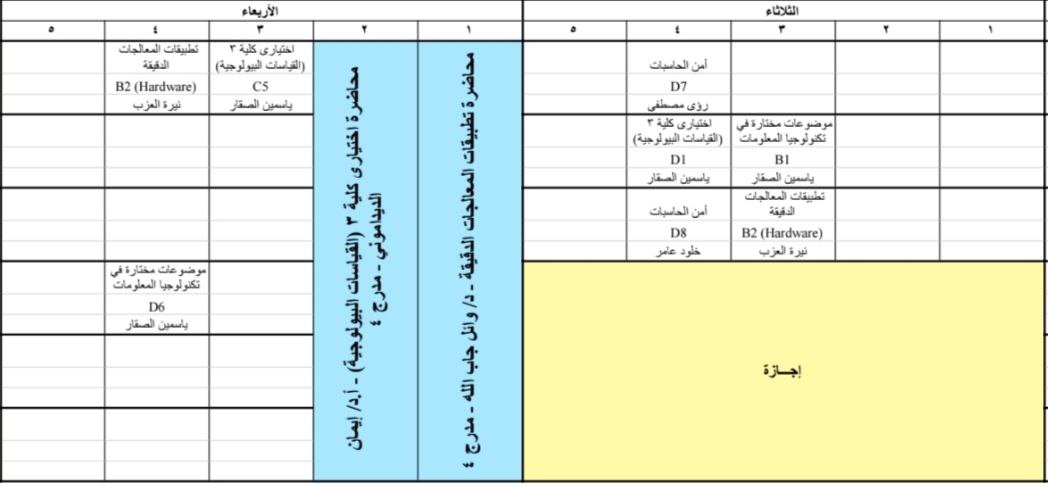 الثلاثاء
١ ٢ ٣ ٤ ٥
أمن الحاسبات
D7
رؤى مصطفى
موضوعات مختارة في
تكنولوجيا المعلومات
B1
ياسمين الصقار
اختيارى كلية ٣
(القياسات البيولوجية)
D1
ياسمين الصقار
تطبيقات المعالجات
الدقيقة
B2 (Hardware)
نيرة العزب
أمن الحاسبات
D8
خلود عامر
إجـــازة
الأربعاء
١ ٢ ٣ ٤ ٥
محاضرة تطبيقات المعالجات الدقيقة - د/ وائل جاب الله - مدرج ٤
محاضرة اختيارى كلية ٣ (القياسات البيولوجية) - أ.د/ إيمان
الديداموني - مدرج ٤
اختيارى كلية ٣
(القياسات البيولوجية)
C5
ياسمين الصقار
تطبيقات المعالجات
الدقيقة
B2 (Hardware)
نيرة العزب
موضوعات مختارة في
تكنولوجيا المعلومات
D6
ياسمين الصقار